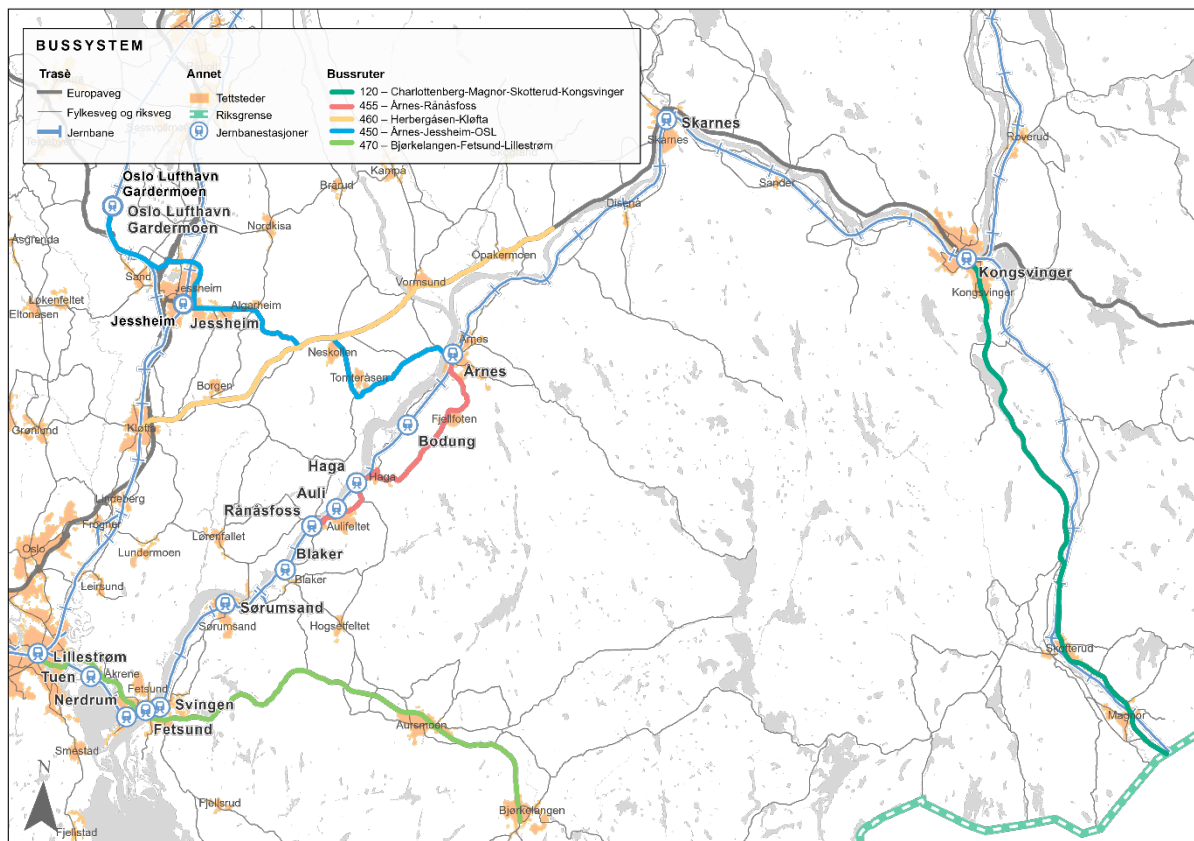 BUSSYSTEM
Trasè
Europaveg
Fylkesveg og riksveg
Jernbane
Annet
Tettsteder
Riksgrense
Jernbanestasjoner
Bussruter
120 – Charlottenberg-Magnor-Skotterud-Kongsvinger
455 – Årnes-Rånåsfoss
460 – Herbergåsen-Kløfta
450 – Årnes-Jessheim-OSL
470 – Bjørkelangen-Fetsund-Lillestrøm
Skarnes
Skarnes
Roverud
Kampa
Brårud
Sander
Oslo Lufthavn
Gardermoen
Oslo Lufthavn
Gardermoen
Disenå
Nordkisa
Åsgrenda
Opakermoen
Kongsvinger
Kongsvinger
Sand
Vormsund
Jessheim
Løkenfeltet
Eltonåsen
Algarheim
Jessheim
Jessheim
Årnes
Neskollen
Årnes
Tomteråsen
Borgen
Fjellfoten
Kløfta
Grønlund
Bodung
Haga
Haga
Auli
Lindeberg
Rånåsfoss
Frogner
Aulifeltet
Lørenfallet
Oslo
Lundermoen
Blaker
Blaker
Leirsund
Sørumsand
Sørumsand
Hogsetfeltet
Skotterud
Lillestrøm
Tuen
Åkrene
Fetsund
Nerdrum
Svingen
Magnor
Fetsund
Aursmoen
Smestad
N
Fjellsrud
Bjørkelangen
Fjellstad